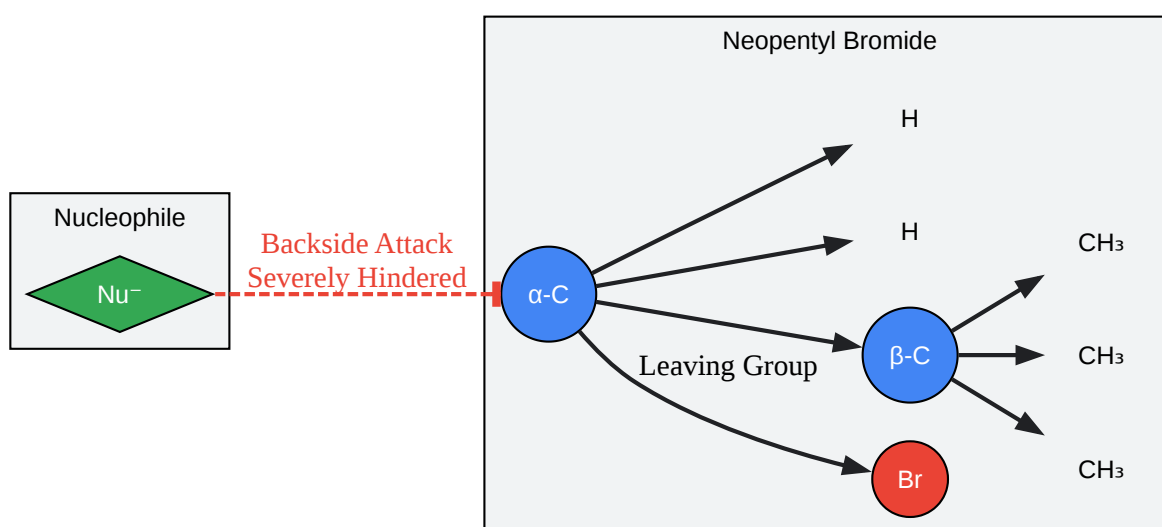 Neopentyl Bromide
H
Nucleophile
H
Backside Attack
Severely Hindered
CH₃
Nu⁻
α-C
Leaving Group
β-C
CH₃
Br
CH₃